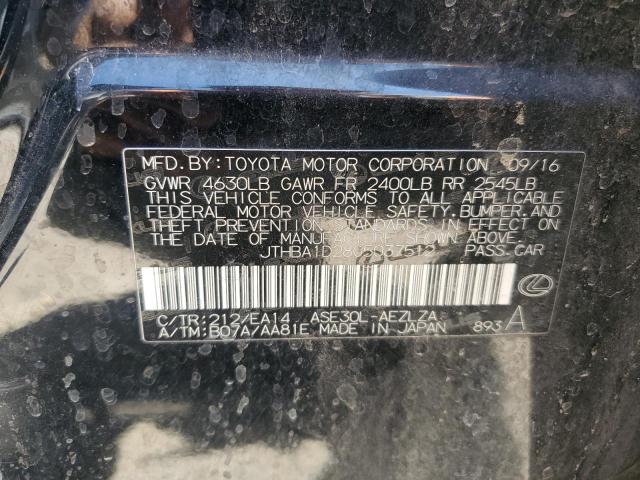 MFD.BY:TOYOTA MOTOR CORPORATION 09/16
GVWR 4630LB GAWR FR 2400LB RR 2545LB
THIS VEHICLE CONFORMS TO ALL APPLICABLE
FEDERAL MOTOR VEHICLE SAFETY,BUMPER,AND
THEFT PREVENTION STANDARDS IN EFFECT ON
THE DATE OF MANUFACTURE SHOWN ABOVE.
PASS.CAR
C/TR:212/EA14 ASE30L-AEZLZA
A/TM:B07A/AA81E MADE IN JAPAN 893 A